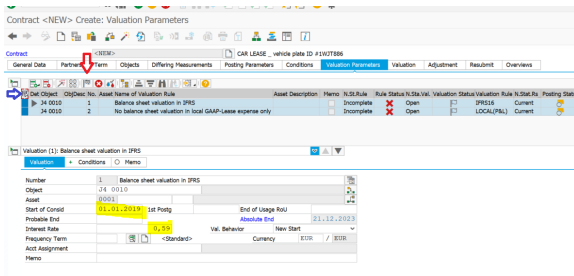 Contract <NEW> Create: Valuation Parameters
Contract <NEW> CAR LEASE _ vehicle plate ID #1WJT886
General Data Partners Term Objects Differing Measurements Posting Parameters Conditions Valuation Parameters Valuation Adjustment Resubmit Overviews
Det Object ObjDesc No. Asset Name of Valuation Rule Asset Description Memo N.St.Rule Rule Status N.Sta.Val. Valuation Status Valuation Rule N.Stat.Rs Posting Stat
J4 0010 1 Balance sheet valuation in IFRS Incomplete Open IFRS16 Current
J4 0010 2 No balance sheet valuation in local GAAP-Lease expense only Incomplete Open LOCAL(P&L) Current
Valuation (1): Balance sheet valuation in IFRS
Valuation + Conditions Memo
Number 1 Balance sheet valuation in IFRS
Object J4 0010
Asset 0001
Start of Consid 01.01.2019 1st Postg End of Usage RoU
Probable End Absolute End 21.12.2023
Interest Rate 0,59 Val. Behavior New Start
Frequency Term <Standard> Currency EUR / EUR
Acct Assignment
Memo